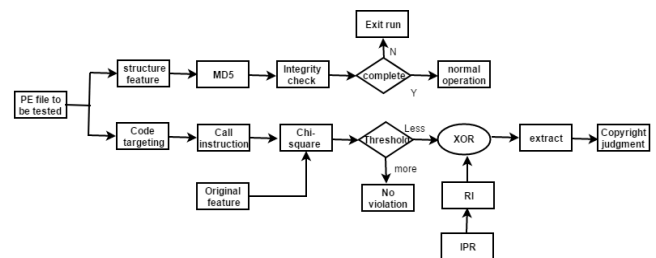 Exit run
N
structure
feature
MD5
Integrity
check
complete
normal
operation
Y
PE file to
be tested
Code
targeting
Call
instruction
Chi-
square
Threshold
Less
XOR
extract
Copyright
judgment
more
Original
feature
No
violation
RI
IPR